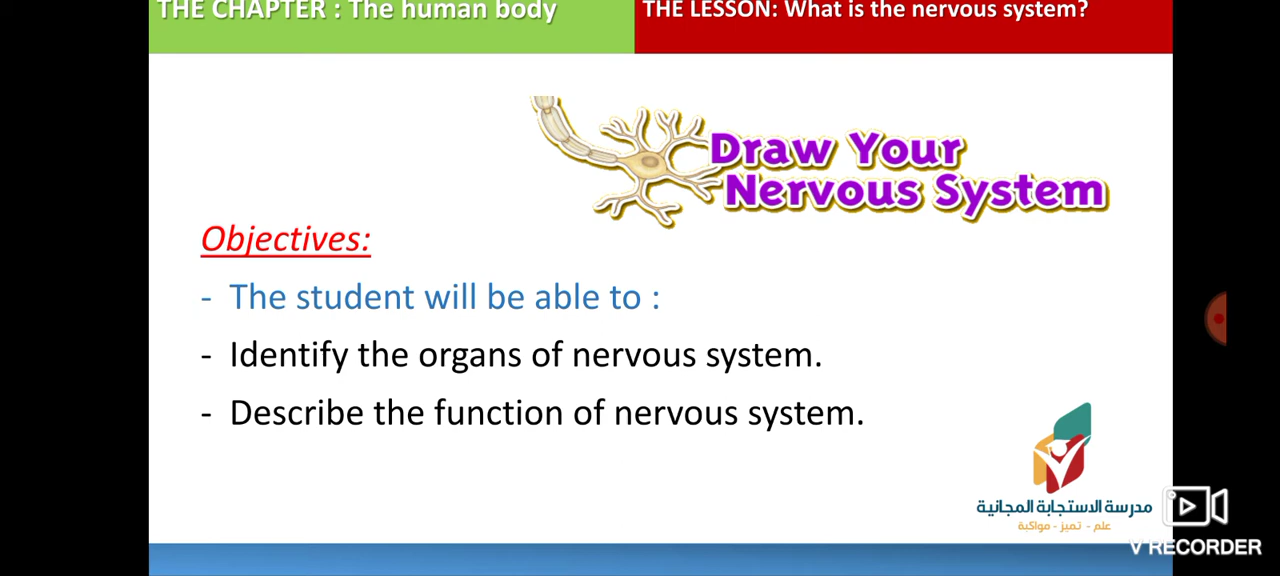 THE CHAPTER : The human body
THE LESSON: What is the nervous system?
Draw Your
Nervous System
Objectives:
- The student will be able to :
- Identify the organs of nervous system.
- Describe the function of nervous system.
مدرسة الاستجابة المجانية
علم - تميز - مواكبة
V RECORDER